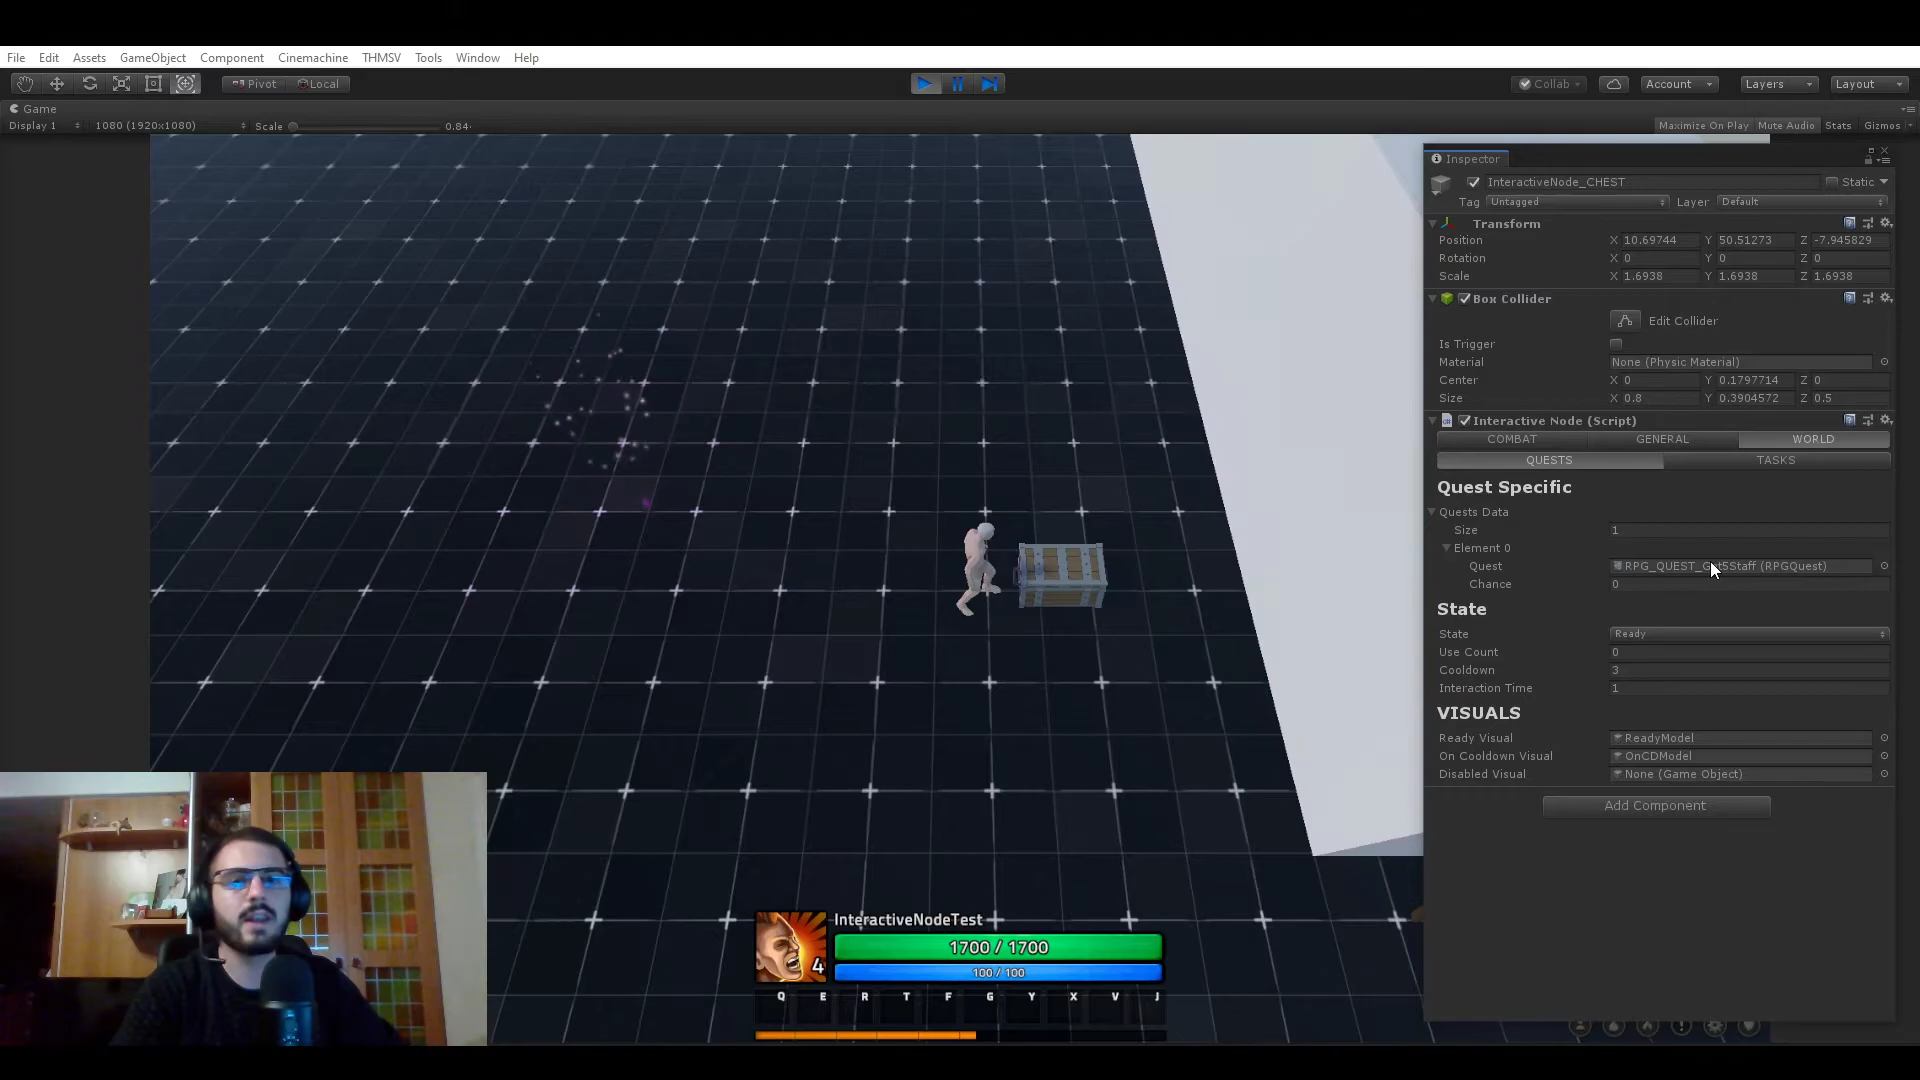 File Edit Assets GameObject Component Cinemachine THMSV Tools Window Help
Pivot Local Collab Account Layers Layout
Game
Display 1 1080 (1920x1080) Scale 0.84 Maximize On Play Mute Audio Stats Gizmos
Inspector
InteractiveNode_CHEST Static
Tag Untagged Layer Default
Transform
Position X 10.69744 Y 50.51273 Z -7.945829
Rotation X 0 Y 0 Z 0
Scale X 1.6938 Y 1.6938 Z 1.6938
Box Collider
Edit Collider
Is Trigger
Material None (Physic Material)
Center X 0 Y 0.1797714 Z 0
Size X 0.8 Y 0.3904572 Z 0.5
Interactive Node (Script)
COMBAT GENERAL WORLD
QUESTS TASKS
Quest Specific
Quests Data
Size 1
Element 0
Quest (RPGQuest)
Chance 0
State
State Ready
Use Count 0
Cooldown 3
Interaction Time 1
VISUALS
Ready Visual ReadyModel
On Cooldown Visual OnCDModel
Disabled Visual None (Game Object)
Add Component
InteractiveNodeTest
1700 / 1700
4
100 / 100
Q E R T F G Y X V J